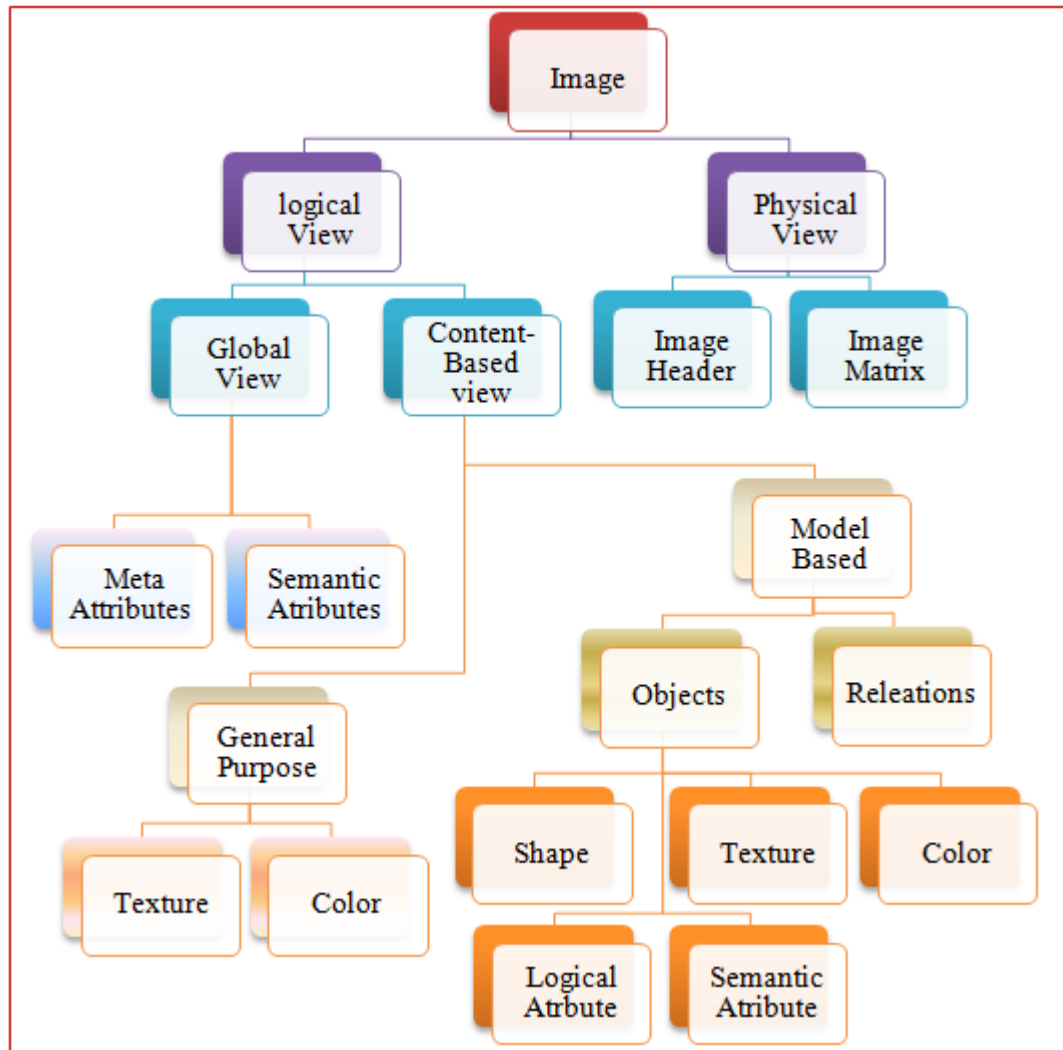 Image
logical
View
Physical
View
Global
View
Content-
Based
view
Image
Header
Image
Matrix
Model
Based
Meta
Attributes
Semantic
Atributes
Objects
Releations
General
Purpose
Shape
Texture
Color
Texture
Color
Logical
Atrbute
Semantic
Atribute